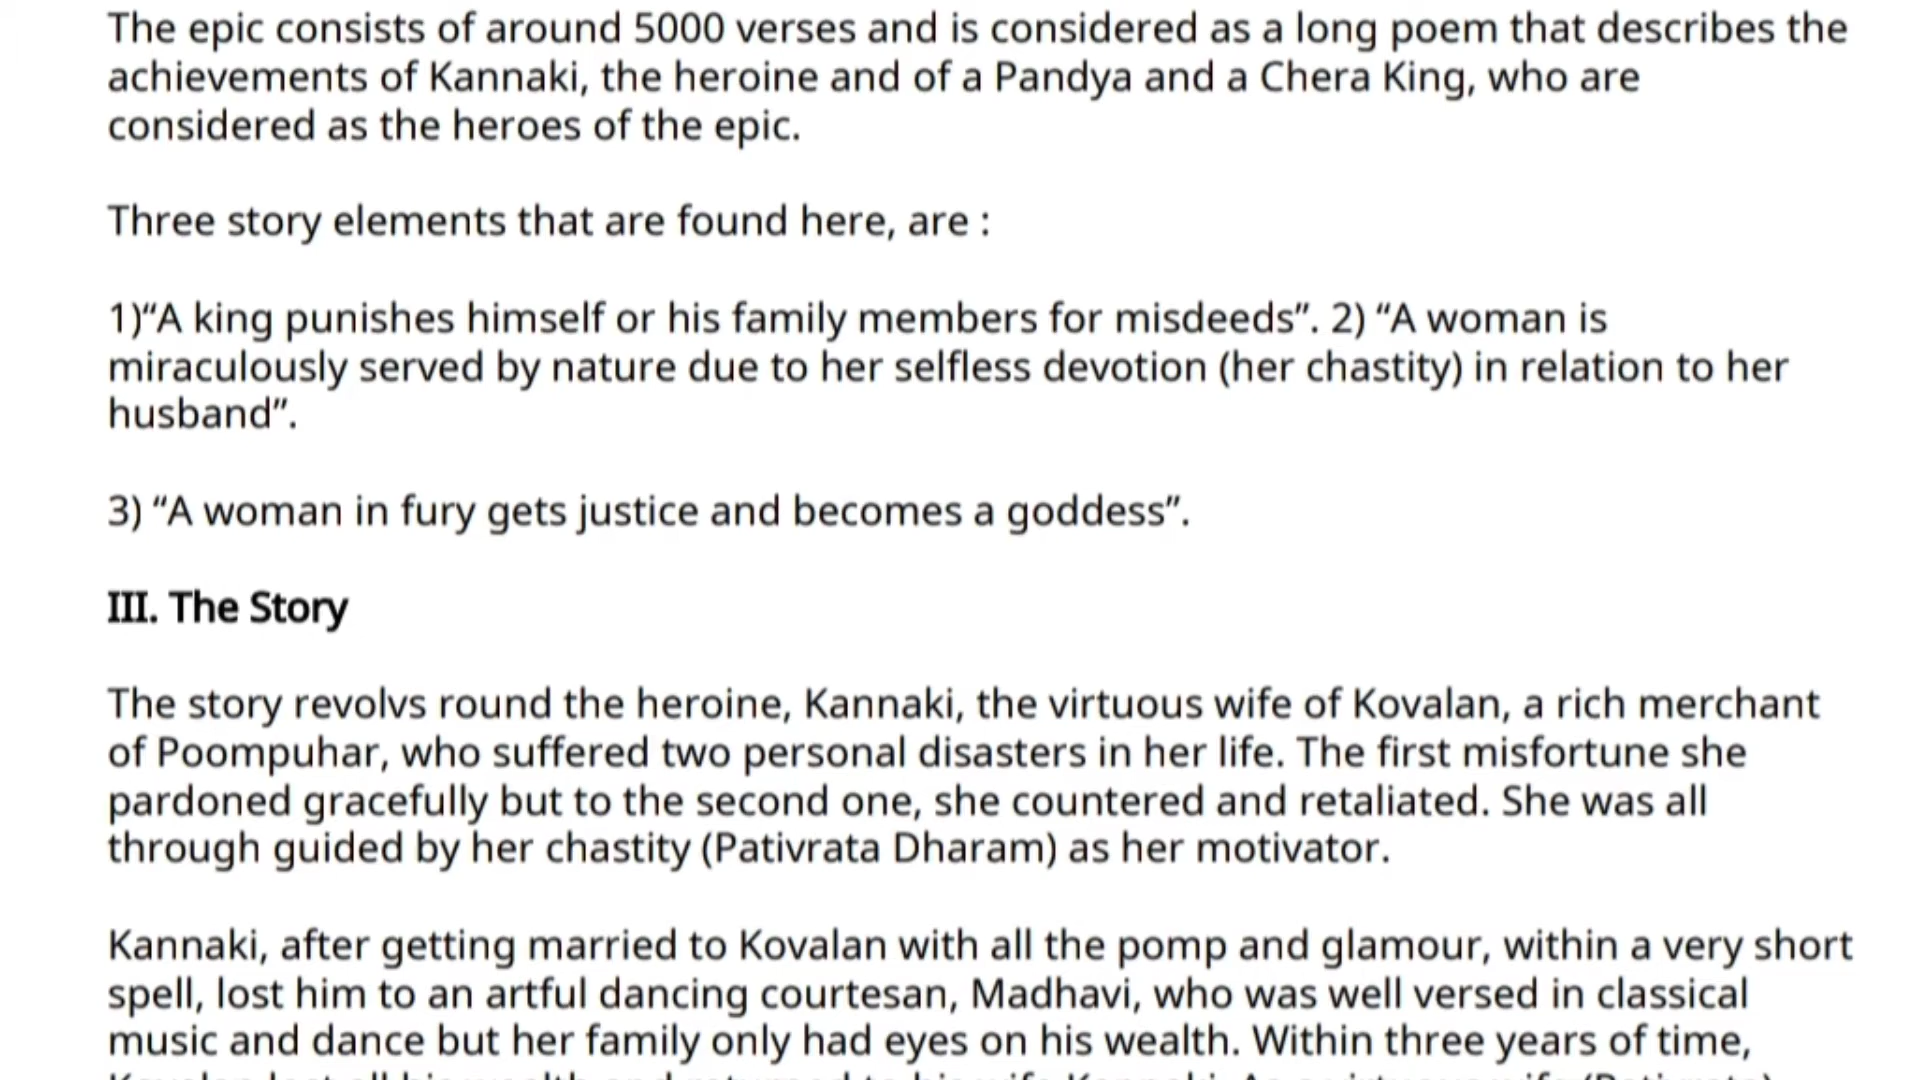 The epic consists of around 5000 verses and is considered as a long poem that describes the
achievements of Kannaki, the heroine and of a Pandya and a Chera King, who are
considered as the heroes of the epic.
Three story elements that are found here, are :
1)“A king punishes himself or his family members for misdeeds”. 2) “A woman is
miraculously served by nature due to her selfless devotion (her chastity) in relation to her
husband”.
3) “A woman in fury gets justice and becomes a goddess”.
III. The Story
The story revolvs round the heroine, Kannaki, the virtuous wife of Kovalan, a rich merchant
of Poompuhar, who suffered two personal disasters in her life. The first misfortune she
pardoned gracefully but to the second one, she countered and retaliated. She was all
through guided by her chastity (Pativrata Dharam) as her motivator.
Kannaki, after getting married to Kovalan with all the pomp and glamour, within a very short
spell, lost him to an artful dancing courtesan, Madhavi, who was well versed in classical
music and dance but her family only had eyes on his wealth. Within three years of time,